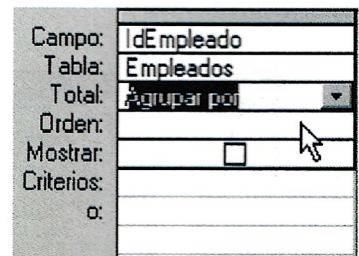 Campo: IdEmpleado
Tabla: Empleados
Total: Agrupar por
Orden:
Mostrar:
Criterios:
o: